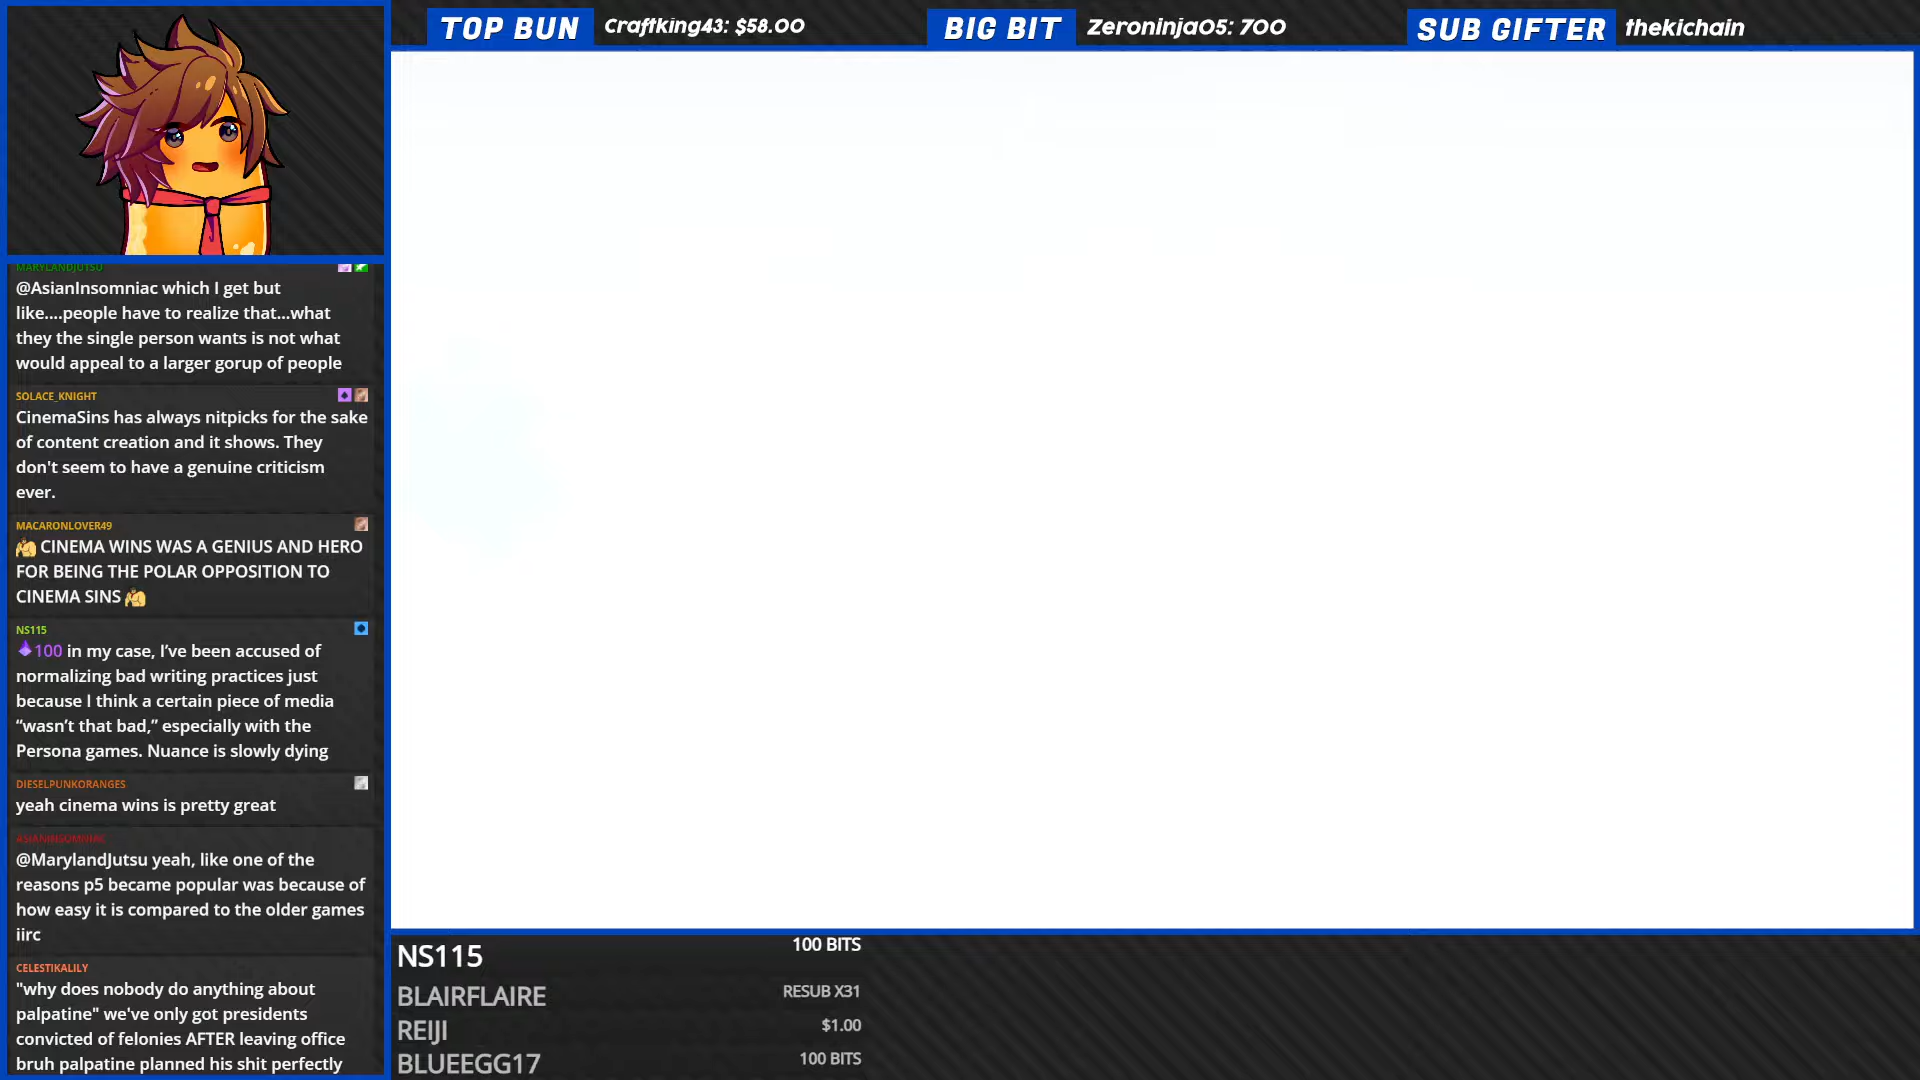 TOP BUN Craftking43: $58.00 BIG BIT Zeroninja05: 700 SUB GIFTER thekichain
MARYLANDJUTSU
@AsianInsomniac which I get but
like....people have to realize that...what
they the single person wants is not what
would appeal to a larger gorup of people
SOLACE_KNIGHT
CinemaSins has always nitpicks for the sake
of content creation and it shows. They
don't seem to have a genuine criticism
ever.
MACARONLOVER49
CINEMA WINS WAS A GENIUS AND HERO
FOR BEING THE POLAR OPPOSITION TO
CINEMA SINS
NS115
100 in my case, I’ve been accused of
normalizing bad writing practices just
because I think a certain piece of media
“wasn’t that bad,” especially with the
Persona games. Nuance is slowly dying
DIESELPUNKORANGES
yeah cinema wins is pretty great
ASIANINSOMNIAC
@MarylandJutsu yeah, like one of the
reasons p5 became popular was because of
how easy it is compared to the older games
iirc
CELESTIKALILY
"why does nobody do anything about
palpatine" we've only got presidents
convicted of felonies AFTER leaving office
bruh palpatine planned his shit perfectly
NS115 100 BITS
BLAIRFLAIRE RESUB X31
REIJI $1.00
BLUEEGG17 100 BITS